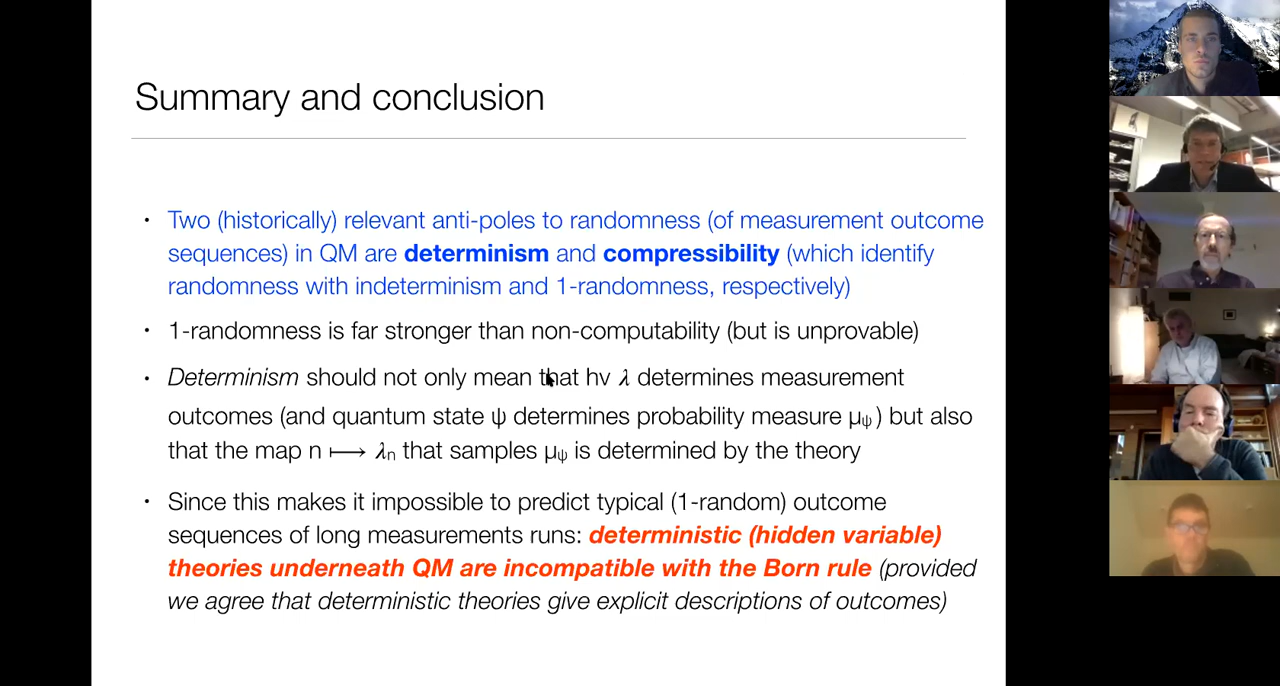 Summary and conclusion
• Two (historically) relevant anti-poles to randomness (of measurement outcome
sequences) in QM are determinism and compressibility (which identify
randomness with indeterminism and 1-randomness, respectively)
• 1-randomness is far stronger than non-computability (but is unprovable)
• Determinism should not only mean that hv λ determines measurement
outcomes (and quantum state ψ determines probability measure μψ) but also
that the map n ⟼ λn that samples μψ is determined by the theory
• Since this makes it impossible to predict typical (1-random) outcome
sequences of long measurements runs: deterministic (hidden variable)
theories underneath QM are incompatible with the Born rule (provided
we agree that deterministic theories give explicit descriptions of outcomes)